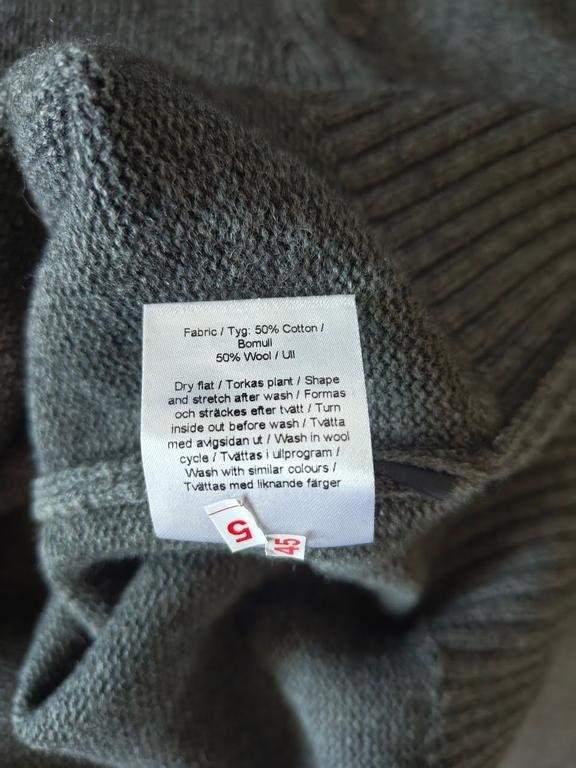 Fabric / Tyg: 50% Cotton /
Bomull
50% Wool / Ull
Dry flat / Torkas plant / Shape
and stretch after wash / Formas
och sträckes efter tvätt / Turn
inside out before wash / Tvätta
med avigsidan ut / Wash in wool
cycle / Tvättas i ullprogram /
Wash with similar colours /
Tvättas med liknande färger
5
45